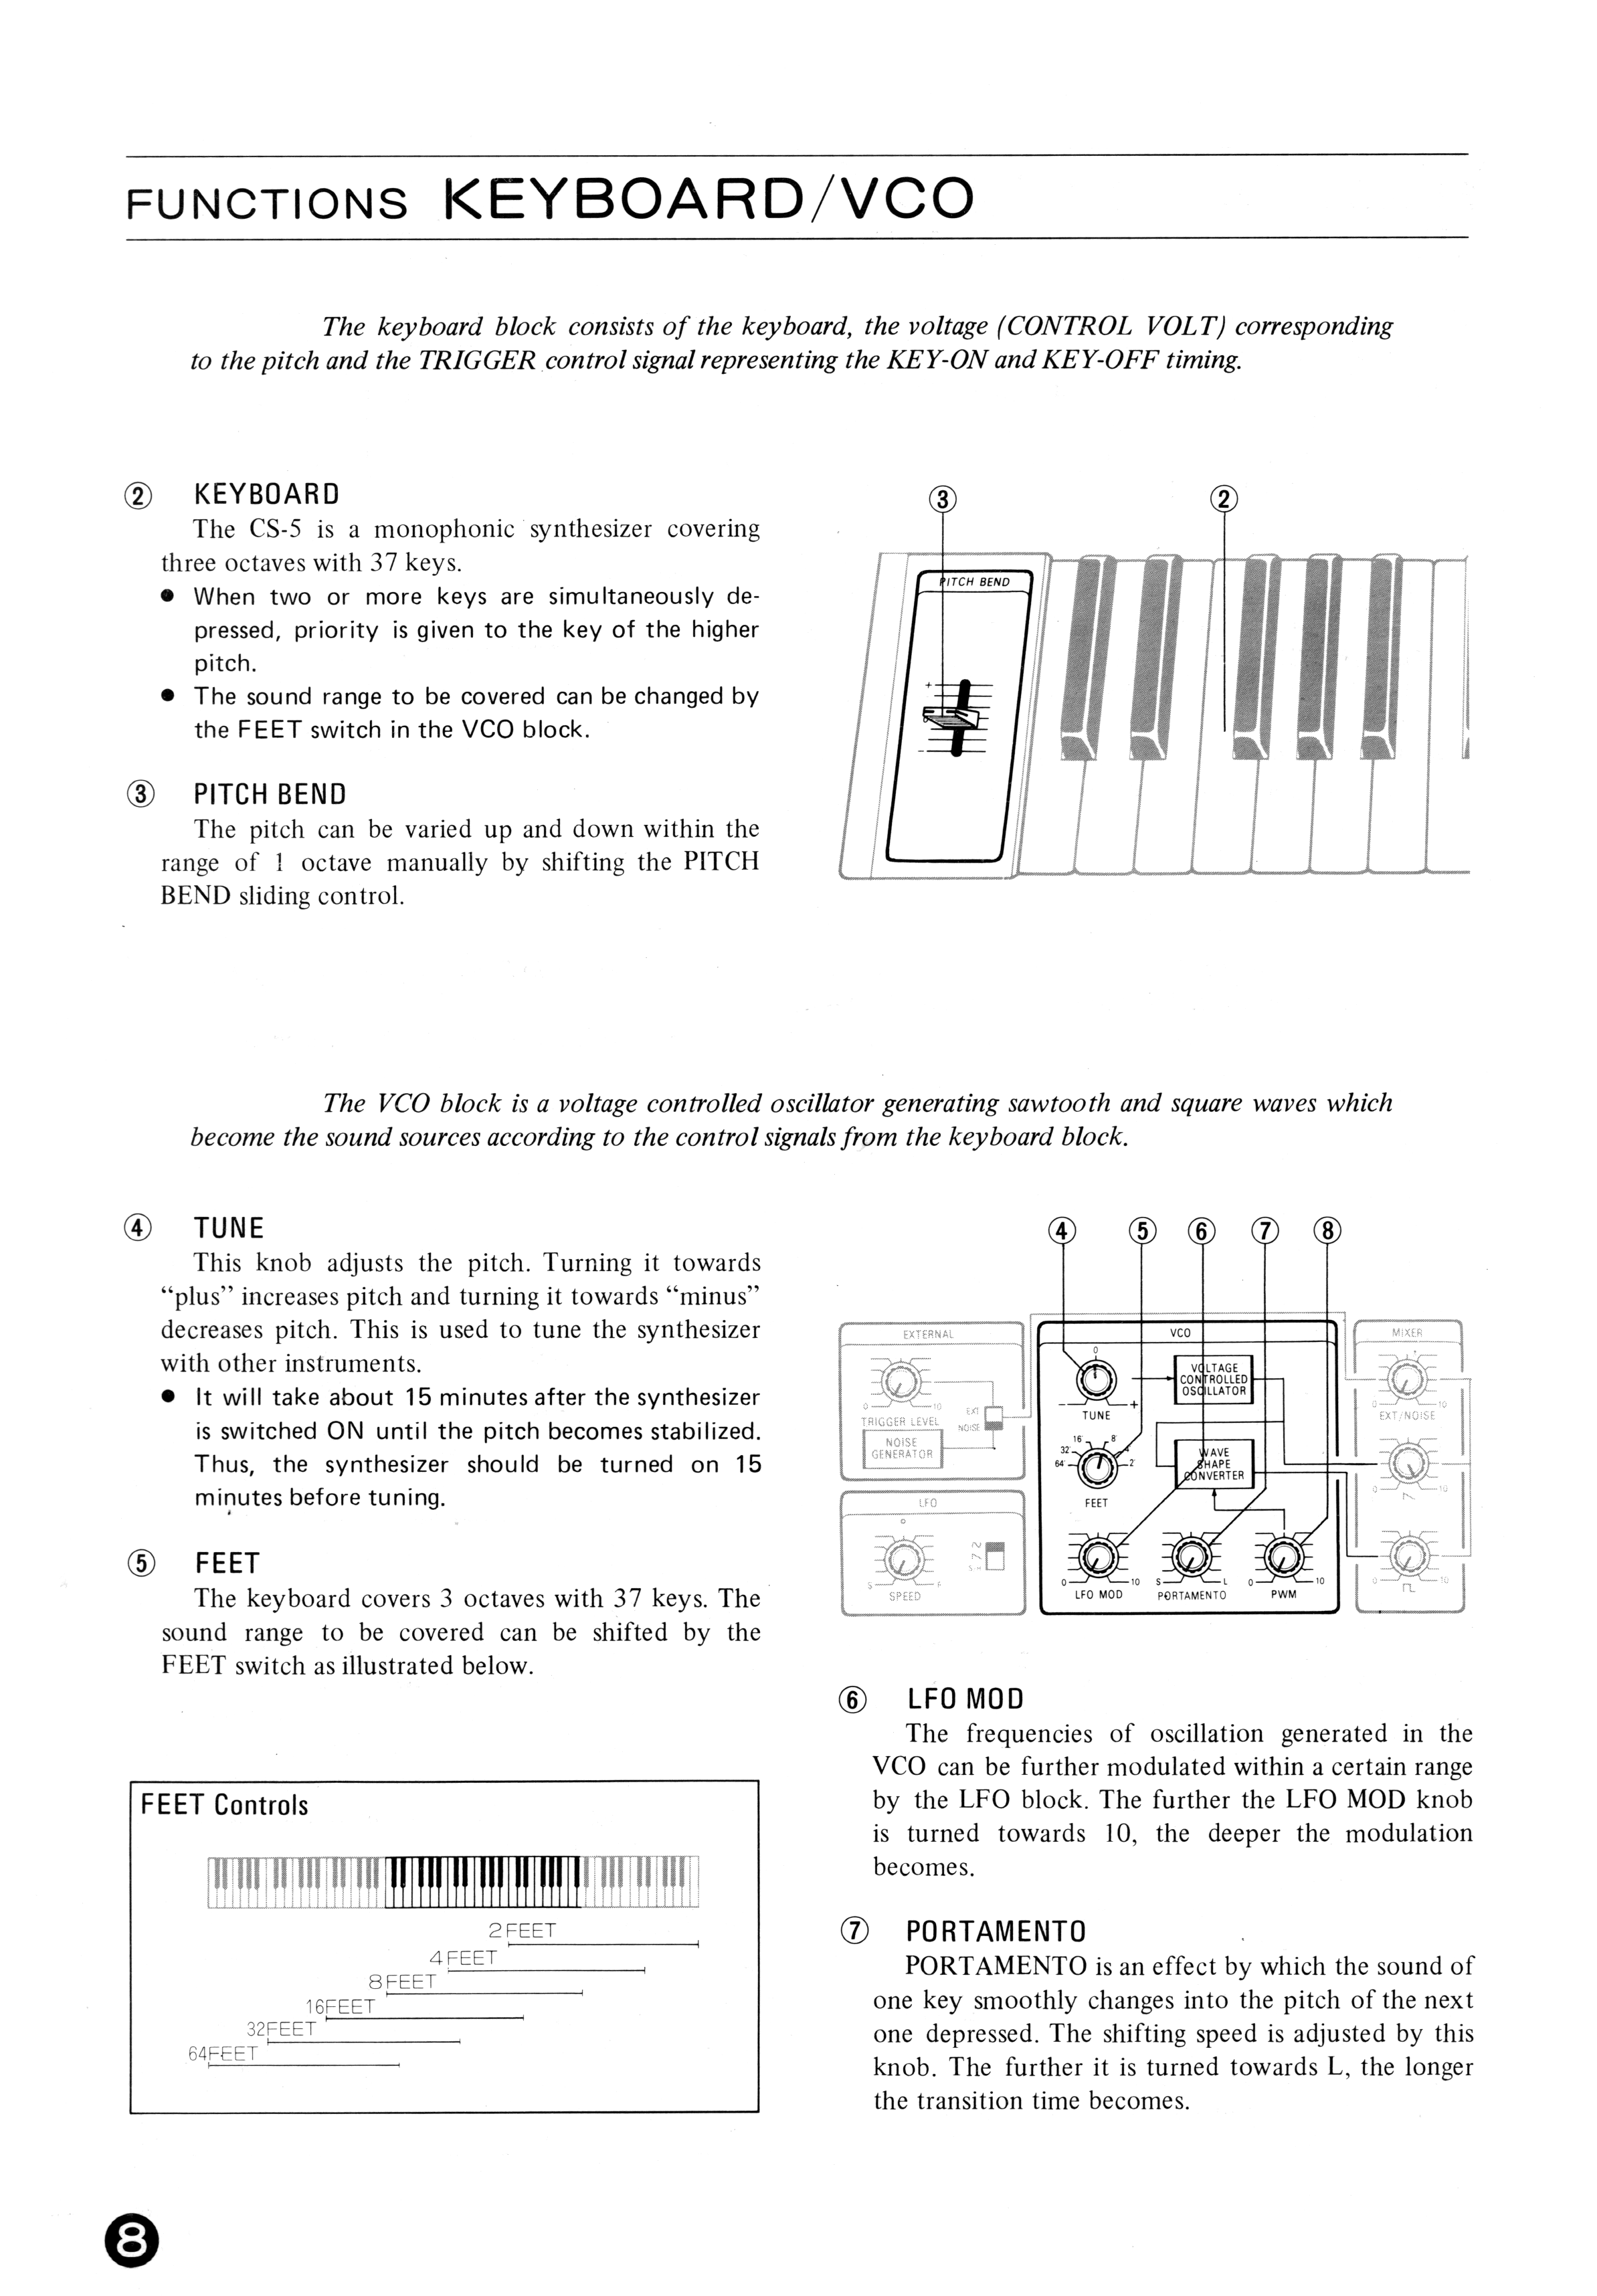 FUNCTIONS KEYBOARD/VCO
The keyboard block consists of the keyboard, the voltage (CONTROL VOLT) corresponding
to the pitch and the TRIGGER control signal representing the KEY-ON and KEY-OFF timing.
② KEYBOARD
The CS-5 is a monophonic synthesizer covering
three octaves with 37 keys.
● When two or more keys are simultaneously de-
pressed, priority is given to the key of the higher
pitch.
● The sound range to be covered can be changed by
the FEET switch in the VCO block.
③ PITCH BEND
The pitch can be varied up and down within the
range of 1 octave manually by shifting the PITCH
BEND sliding control.
③ ②
PITCH BEND
+
0
-
The VCO block is a voltage controlled oscillator generating sawtooth and square waves which
become the sound sources according to the control signals from the keyboard block.
④ TUNE
This knob adjusts the pitch. Turning it towards
“plus” increases pitch and turning it towards “minus”
decreases pitch. This is used to tune the synthesizer
with other instruments.
● It will take about 15 minutes after the synthesizer
is switched ON until the pitch becomes stabilized.
Thus, the synthesizer should be turned on 15
minutes before tuning.
⑤ FEET
The keyboard covers 3 octaves with 37 keys. The
sound range to be covered can be shifted by the
FEET switch as illustrated below.
FEET Controls
2 FEET
4 FEET
8 FEET
16FEET
32FEET
64FEET
④ ⑤ ⑥ ⑦ ⑧
EXTERNAL
0 10
TRIGGER LEVEL
EXT
NOISE
NOISE
GENERATOR
LFO
S F
SPEED
VCO
0
- +
TUNE
VOLTAGE
CONTROLLED
OSCILLATOR
16' 8'
32' 4'
64' 2'
FEET
WAVE
SHAPE
CONVERTER
0 10
LFO MOD
S L
PORTAMENTO
0 10
PWM
MIXER
0 10
EXT/NOISE
0 10
0 10
⑥ LFO MOD
The frequencies of oscillation generated in the
VCO can be further modulated within a certain range
by the LFO block. The further the LFO MOD knob
is turned towards 10, the deeper the modulation
becomes.
⑦ PORTAMENTO
PORTAMENTO is an effect by which the sound of
one key smoothly changes into the pitch of the next
one depressed. The shifting speed is adjusted by this
knob. The further it is turned towards L, the longer
the transition time becomes.
8